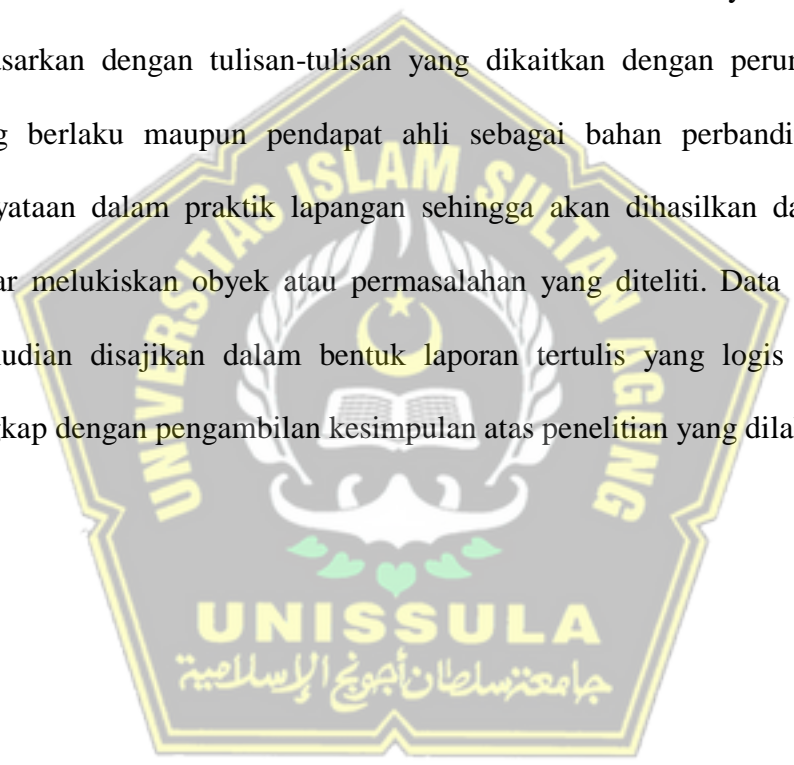 sarkan dengan tulisan-tulisan yang dikaitkan dengan perun
g berlaku maupun pendapat ahli sebagai bahan perbandi
yataan dalam praktik lapangan sehingga akan dihasilkan da
ar melukiskan obyek atau permasalahan yang diteliti. Data
udian disajikan dalam bentuk laporan tertulis yang logis
gkap dengan pengambilan kesimpulan atas penelitian yang dila
UNIVERSITAS ISLAM SULTAN AGUNG
UNISSULA
جامعة سلطان أجونج الإسلامية